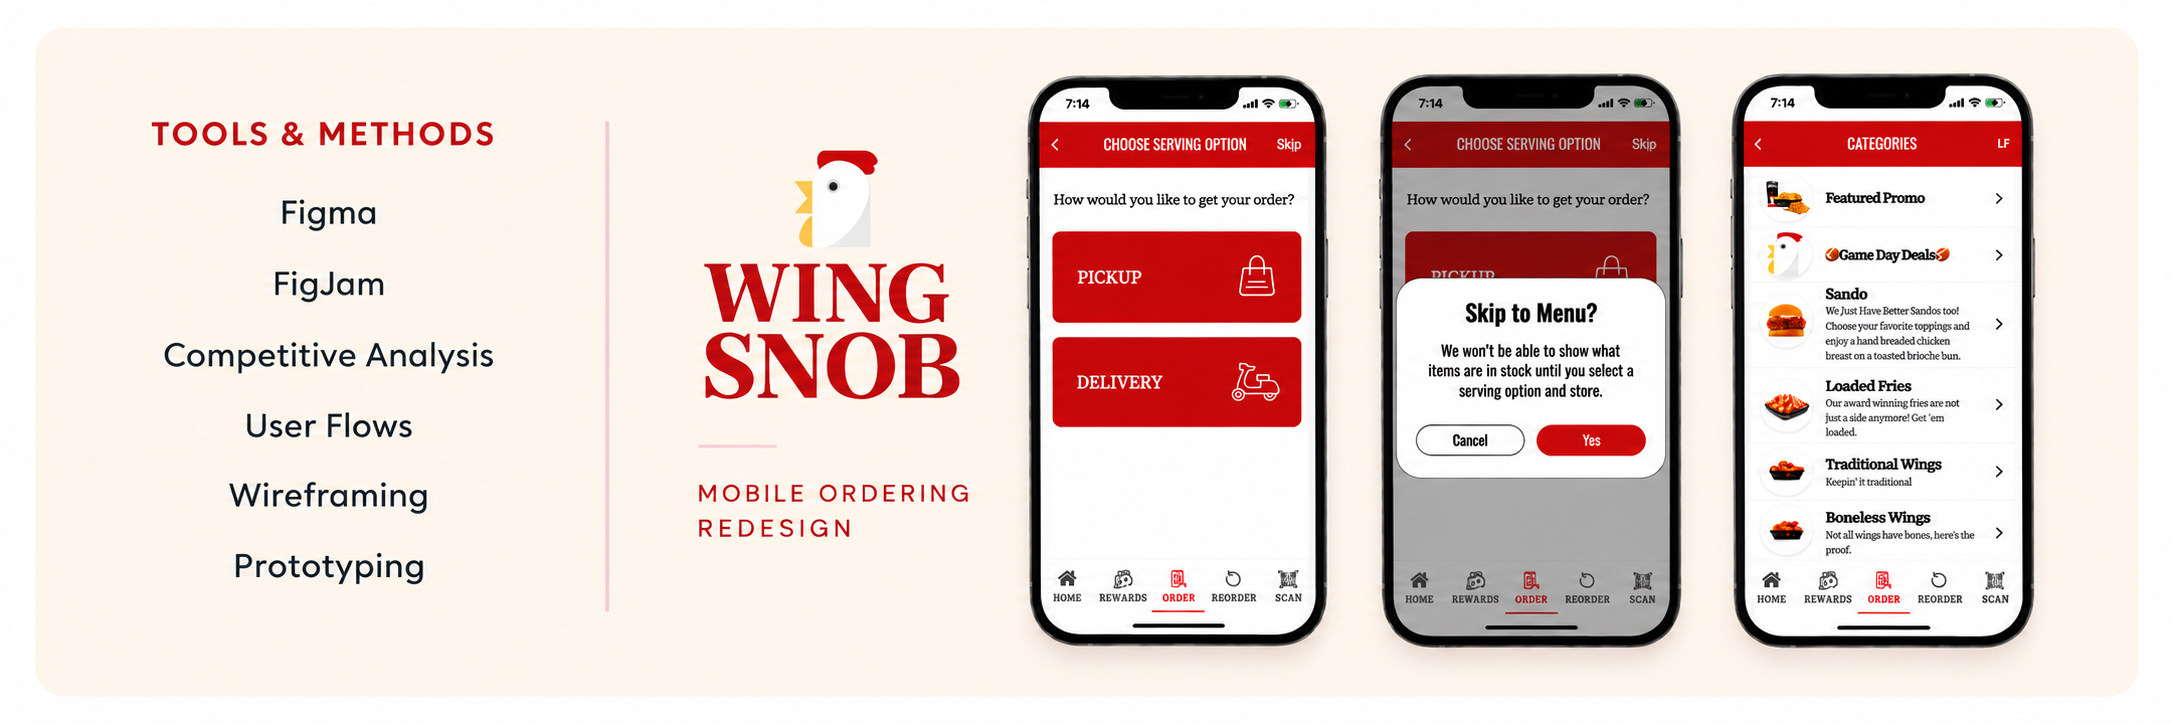 TOOLS & METHODS
Figma
FigJam
Competitive Analysis
User Flows
Wireframing
Prototyping
WING
SNOB
MOBILE ORDERING
REDESIGN
7:14
CHOOSE SERVING OPTION
Skip
How would you like to get your order?
PICKUP
DELIVERY
HOME
REWARDS
ORDER
REORDER
SCAN
7:14
CHOOSE SERVING OPTION
Skip
How would you like to get your order?
PICKUP
Skip to Menu?
We won't be able to show what
items are in stock until you select a
serving option and store.
Cancel
Yes
HOME
REWARDS
ORDER
REORDER
SCAN
7:14
CATEGORIES
LF
Featured Promo
🏈Game Day Deals🏈
Sando
We Just Have Better Sandos too!
Choose your favorite toppings and
enjoy a hand breaded chicken
breast on a toasted brioche bun.
Loaded Fries
Our award winning fries are not
just a side anymore! Get 'em
loaded.
Traditional Wings
Keepin' it traditional
Boneless Wings
Not all wings have bones, here's the
proof.
HOME
REWARDS
ORDER
REORDER
SCAN